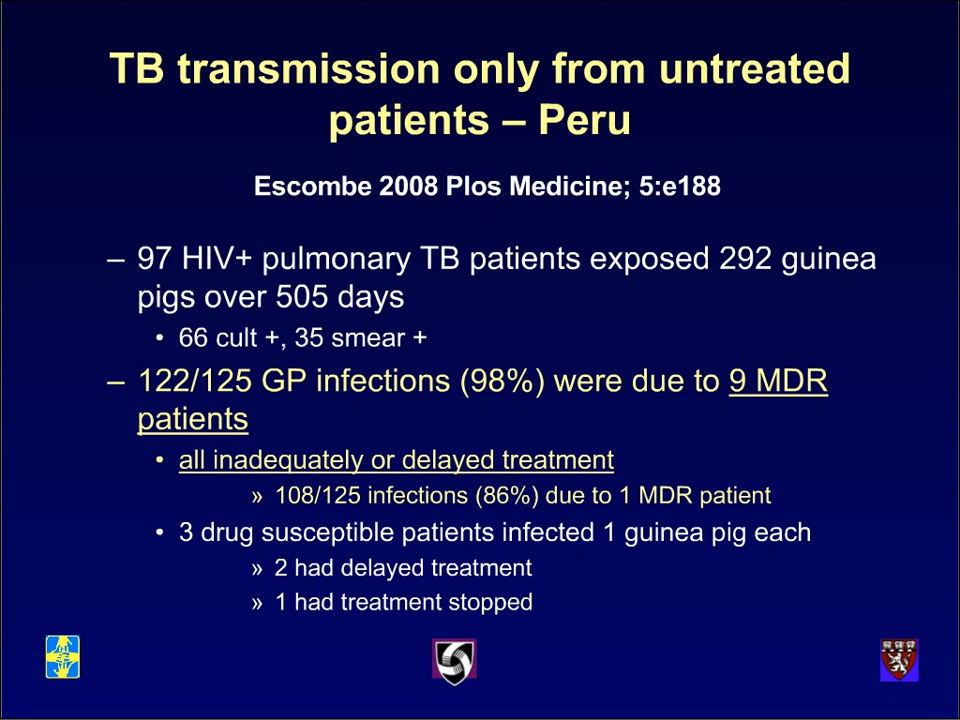 TB transmission only from untreated
patients – Peru
Escombe 2008 Plos Medicine; 5:e188
– 97 HIV+ pulmonary TB patients exposed 292 guinea
pigs over 505 days
• 66 cult +, 35 smear +
– 122/125 GP infections (98%) were due to 9 MDR
patients
• all inadequately or delayed treatment
» 108/125 infections (86%) due to 1 MDR patient
• 3 drug susceptible patients infected 1 guinea pig each
» 2 had delayed treatment
» 1 had treatment stopped